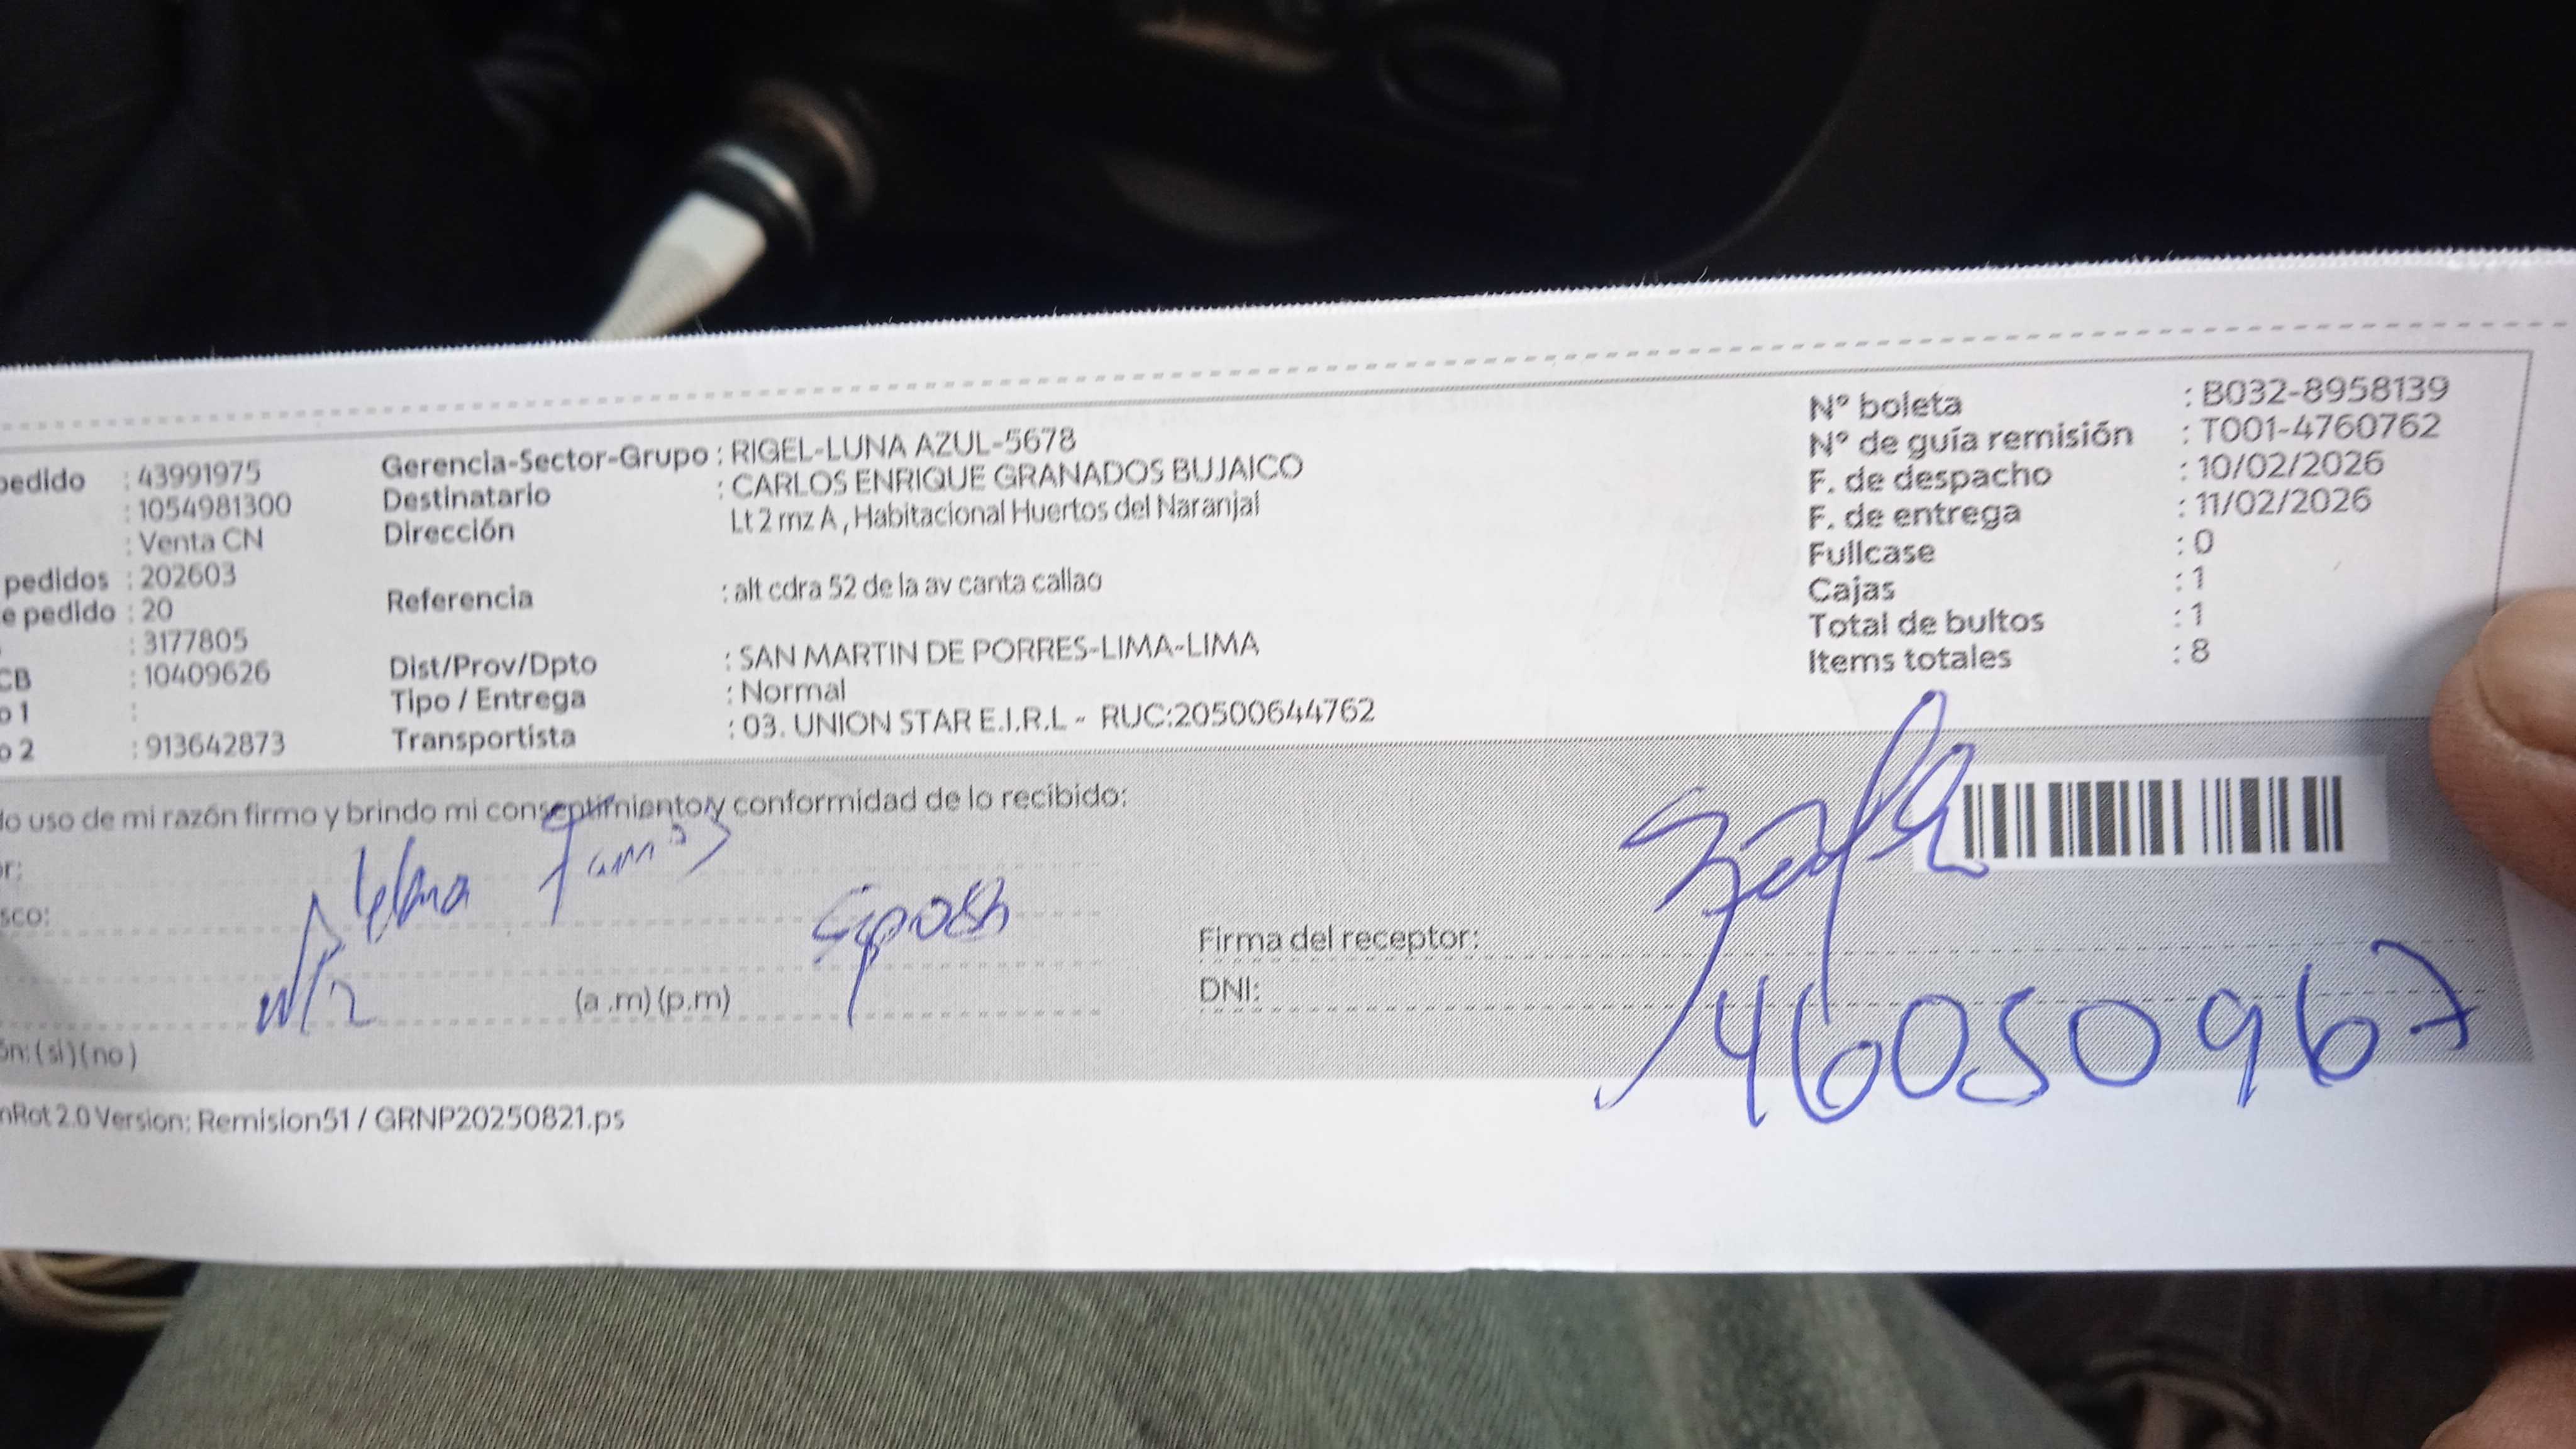 pedido : 43991975
: 1054981300
: Venta CN
pedidos : 202603
e pedido : 20
: 3177805
CB : 10409626
o 1 :
o 2 : 913642873
Gerencia-Sector-Grupo : RIGEL-LUNA AZUL-5678
Destinatario : CARLOS ENRIQUE GRANADOS BUJAICO
Dirección Lt 2 mz A , Habitacional Huertos del Naranjal
Referencia : alt cdra 52 de la av canta callao
Dist/Prov/Dpto : SAN MARTIN DE PORRES-LIMA-LIMA
Tipo / Entrega : Normal
Transportista : 03. UNION STAR E.I.R.L - RUC:20500644762
N° boleta : B032-8958139
N° de guía remisión : T001-4760762
F. de despacho : 10/02/2026
F. de entrega : 11/02/2026
Fullcase : 0
Cajas : 1
Total de bultos : 1
Items totales : 8
do uso de mi razón firmo y brindo mi consentimiento y conformidad de lo recibido:
or:
sco:
(a .m) (p.m)
ón: ( si ) ( no )
Firma del receptor:
DNI: 46050967
nRot 2.0 Version: Remision51 / GRNP20250821.ps